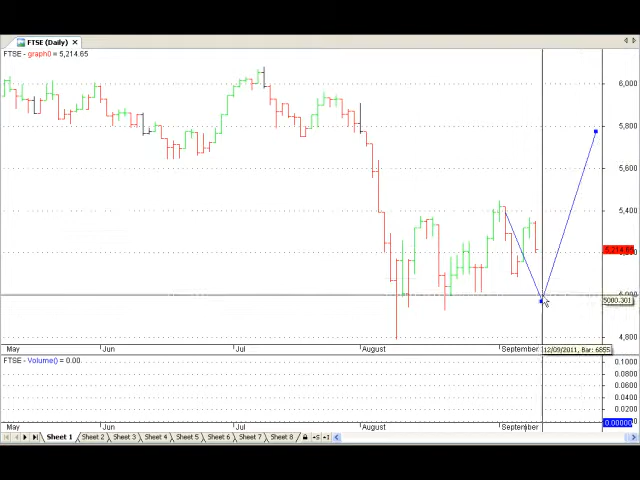 FTSE (Daily)
FTSE - graph0 = 5,214.65
6,000
5,800
5,600
5,400
5,214.65
5000.301
4,800
May Jun Jul August September 12/09/2011, Bar: 6855
FTSE - Volume() = 0.00
0.1000
0.0800
0.0600
0.0400
0.0200
0.00000
May Jun Jul August September
Sheet 1 Sheet 2 Sheet 3 Sheet 4 Sheet 5 Sheet 6 Sheet 7 Sheet 8 +S +I